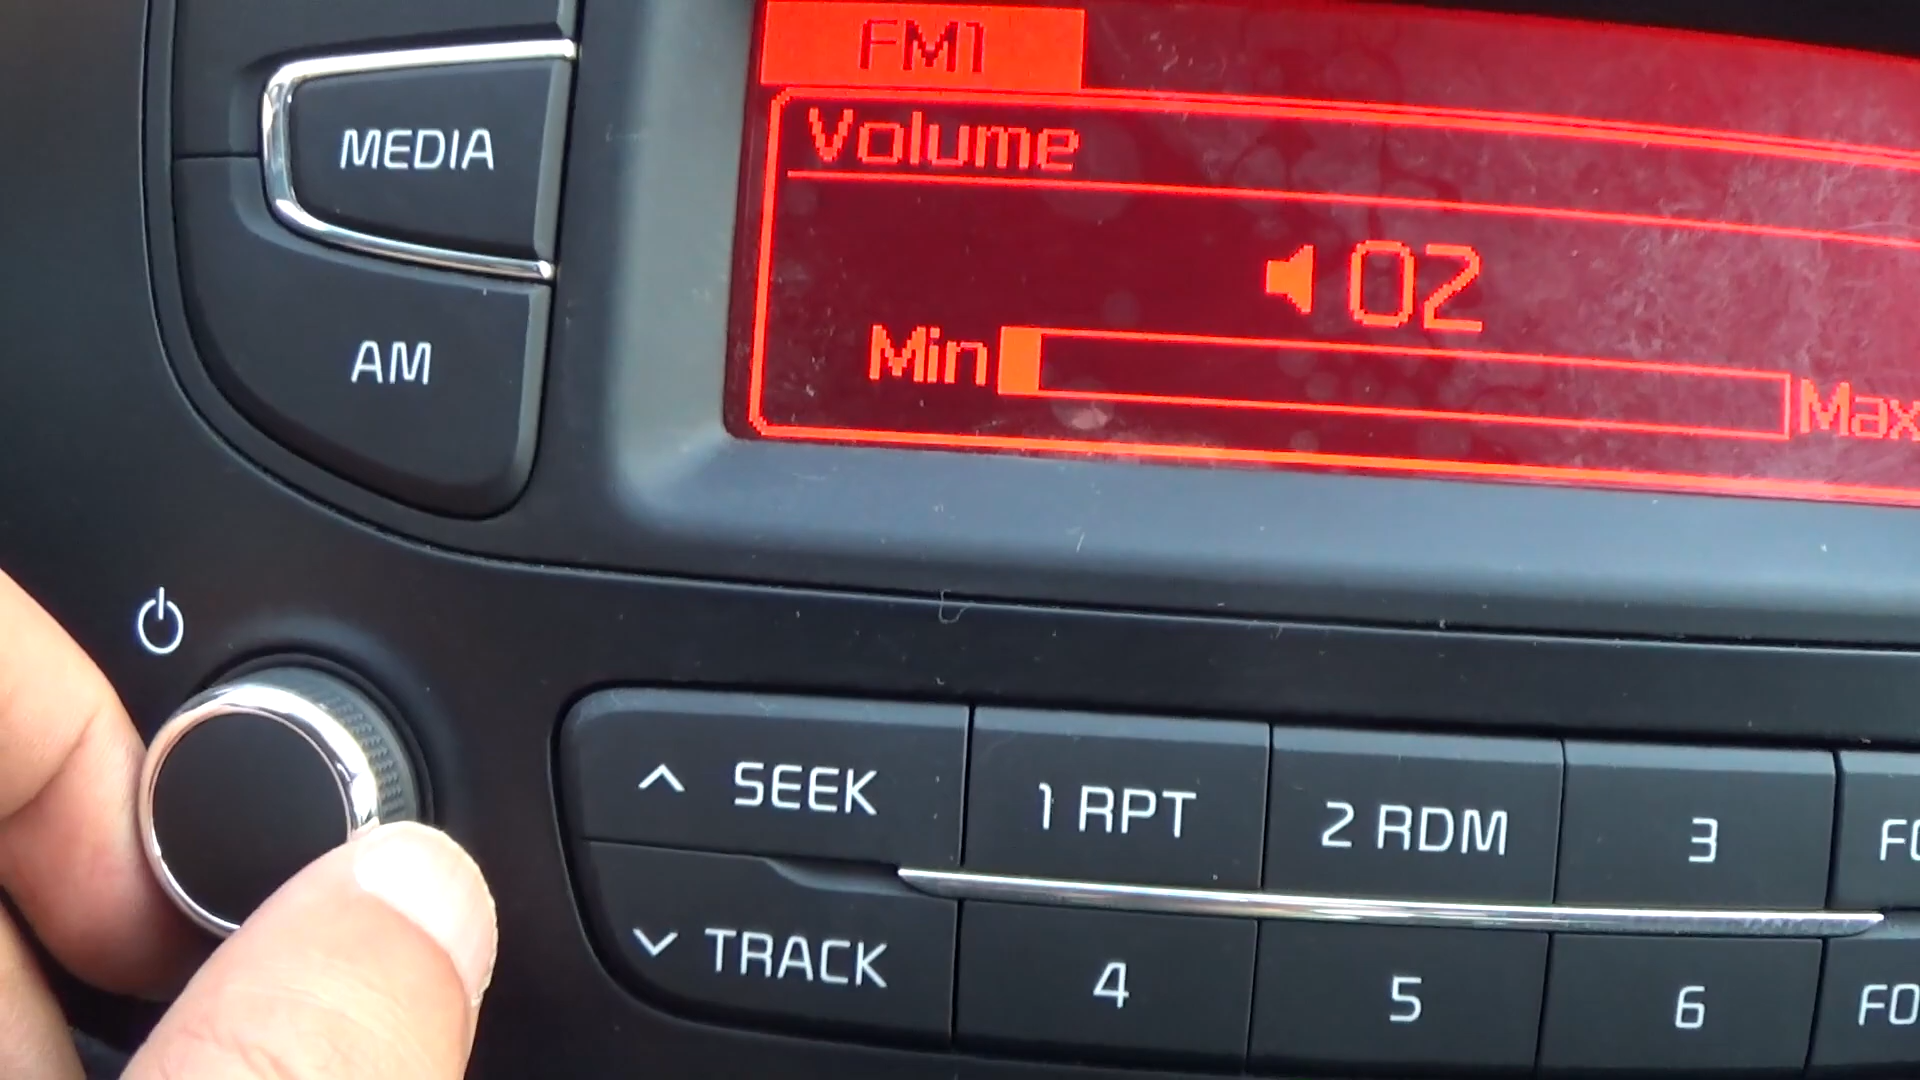 FM1
Volume
02
Min
Max
MEDIA
AM
SEEK
1 RPT
2 RDM
3
TRACK
4
5
6